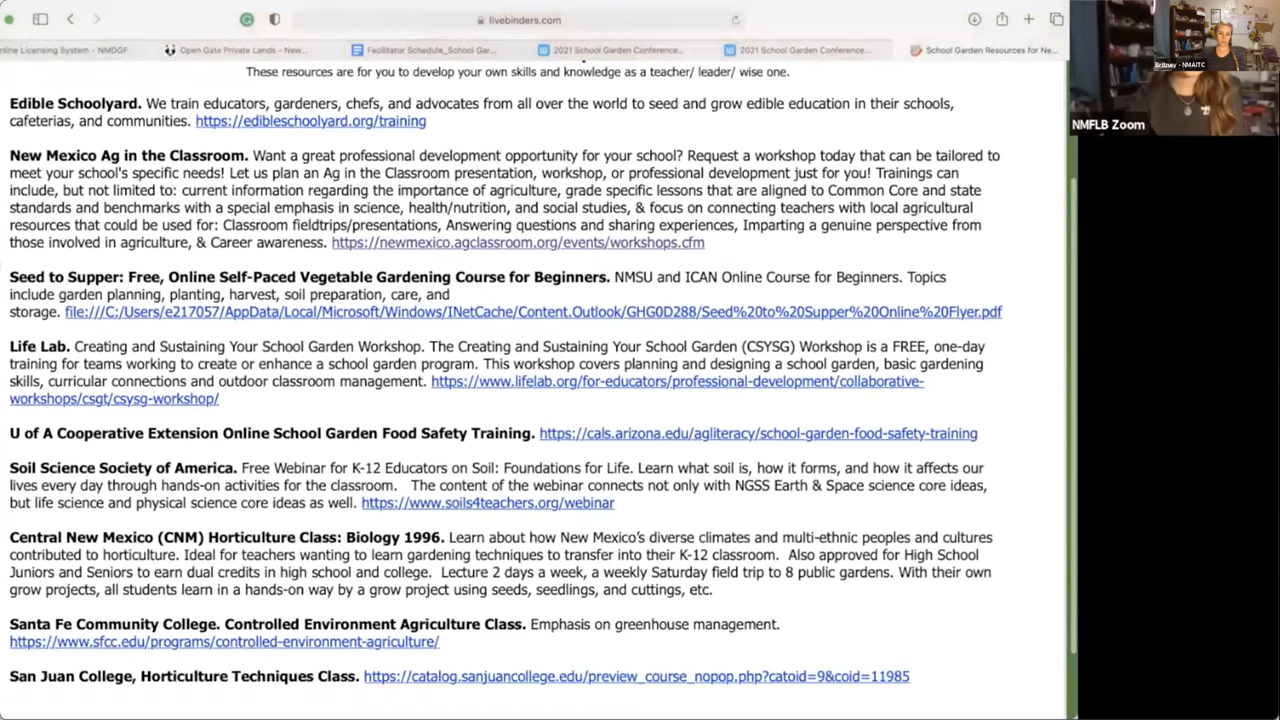 livebinders.com
nline Licensing System - NMDGF
Open Gate Private Lands - New...
Facilitator Schedule_School Gar...
2021 School Garden Conference...
2021 School Garden Conference...
School Garden Resources for Ne...
Britney - NMAITC
NMFLB Zoom
These resources are for you to develop your own skills and knowledge as a teacher/ leader/ wise one.
Edible Schoolyard. We train educators, gardeners, chefs, and advocates from all over the world to seed and grow edible education in their schools,
cafeterias, and communities. https://edibleschoolyard.org/training
New Mexico Ag in the Classroom. Want a great professional development opportunity for your school? Request a workshop today that can be tailored to
meet your school's specific needs! Let us plan an Ag in the Classroom presentation, workshop, or professional development just for you! Trainings can
include, but not limited to: current information regarding the importance of agriculture, grade specific lessons that are aligned to Common Core and state
standards and benchmarks with a special emphasis in science, health/nutrition, and social studies, & focus on connecting teachers with local agricultural
resources that could be used for: Classroom fieldtrips/presentations, Answering questions and sharing experiences, Imparting a genuine perspective from
those involved in agriculture, & Career awareness. https://newmexico.agclassroom.org/events/workshops.cfm
Seed to Supper: Free, Online Self-Paced Vegetable Gardening Course for Beginners. NMSU and ICAN Online Course for Beginners. Topics
include garden planning, planting, harvest, soil preparation, care, and
storage. file:///C:/Users/e217057/AppData/Local/Microsoft/Windows/INetCache/Content.Outlook/GHG0D288/Seed%20to%20Supper%20Online%20Flyer.pdf
Life Lab. Creating and Sustaining Your School Garden Workshop. The Creating and Sustaining Your School Garden (CSYSG) Workshop is a FREE, one-day
training for teams working to create or enhance a school garden program. This workshop covers planning and designing a school garden, basic gardening
skills, curricular connections and outdoor classroom management. https://www.lifelab.org/for-educators/professional-development/collaborative-
workshops/csgt/csysg-workshop/
U of A Cooperative Extension Online School Garden Food Safety Training. https://cals.arizona.edu/agliteracy/school-garden-food-safety-training
Soil Science Society of America. Free Webinar for K-12 Educators on Soil: Foundations for Life. Learn what soil is, how it forms, and how it affects our
lives every day through hands-on activities for the classroom. The content of the webinar connects not only with NGSS Earth & Space science core ideas,
but life science and physical science core ideas as well. https://www.soils4teachers.org/webinar
Central New Mexico (CNM) Horticulture Class: Biology 1996. Learn about how New Mexico's diverse climates and multi-ethnic peoples and cultures
contributed to horticulture. Ideal for teachers wanting to learn gardening techniques to transfer into their K-12 classroom. Also approved for High School
Juniors and Seniors to earn dual credits in high school and college. Lecture 2 days a week, a weekly Saturday field trip to 8 public gardens. With their own
grow projects, all students learn in a hands-on way by a grow project using seeds, seedlings, and cuttings, etc.
Santa Fe Community College. Controlled Environment Agriculture Class. Emphasis on greenhouse management.
https://www.sfcc.edu/programs/controlled-environment-agriculture/
San Juan College, Horticulture Techniques Class. https://catalog.sanjuancollege.edu/preview_course_nopop.php?catoid=9&coid=11985